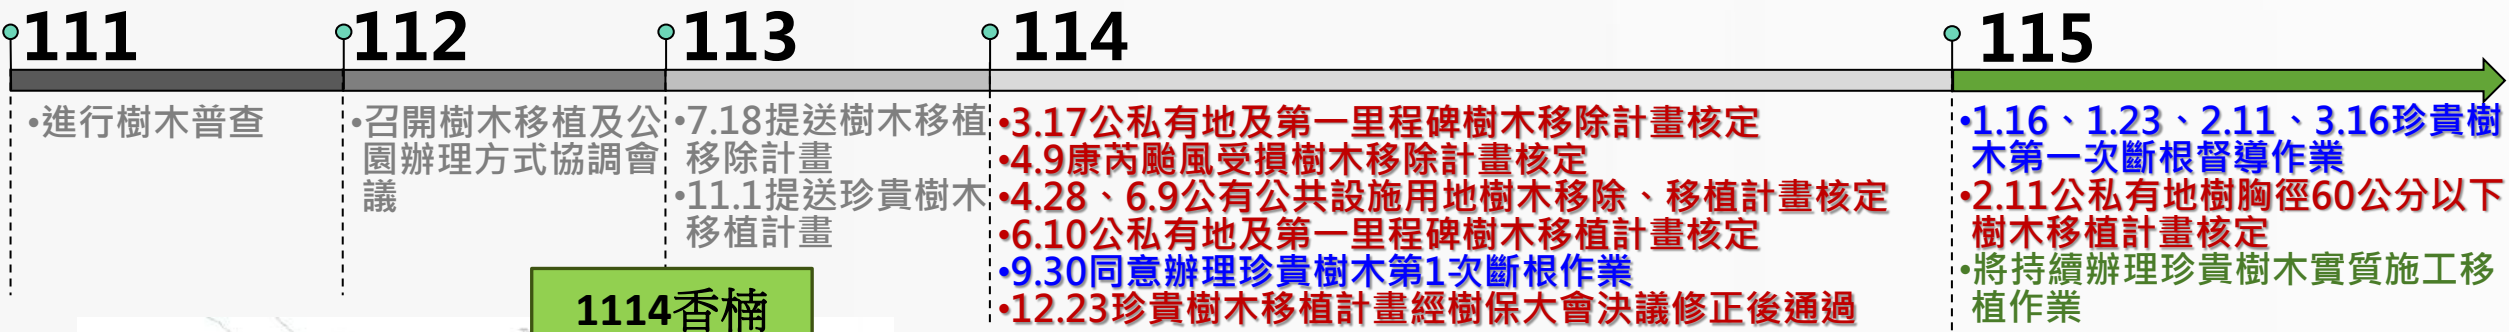 111
112
113
114
115
•進行樹木普查
•召開樹木移植及公
園辦理方式協調會
議
•7.18提送樹木移植
移除計畫
•11.1提送珍貴樹木
移植計畫
•3.17公私有地及第一里程碑樹木移除計畫核定
•4.9康芮颱風受損樹木移除計畫核定
•4.28、6.9公有公共設施用地樹木移除、移植計畫核定
•6.10公私有地及第一里程碑樹木移植計畫核定
•9.30同意辦理珍貴樹木第1次斷根作業
•12.23珍貴樹木移植計畫經樹保大會決議修正後通過
•1.16、1.23、2.11、3.16珍貴樹
木第一次斷根督導作業
•2.11公私有地樹胸徑60公分以下
樹木移植計畫核定
•將持續辦理珍貴樹木實質施工移
植作業
1114香楠